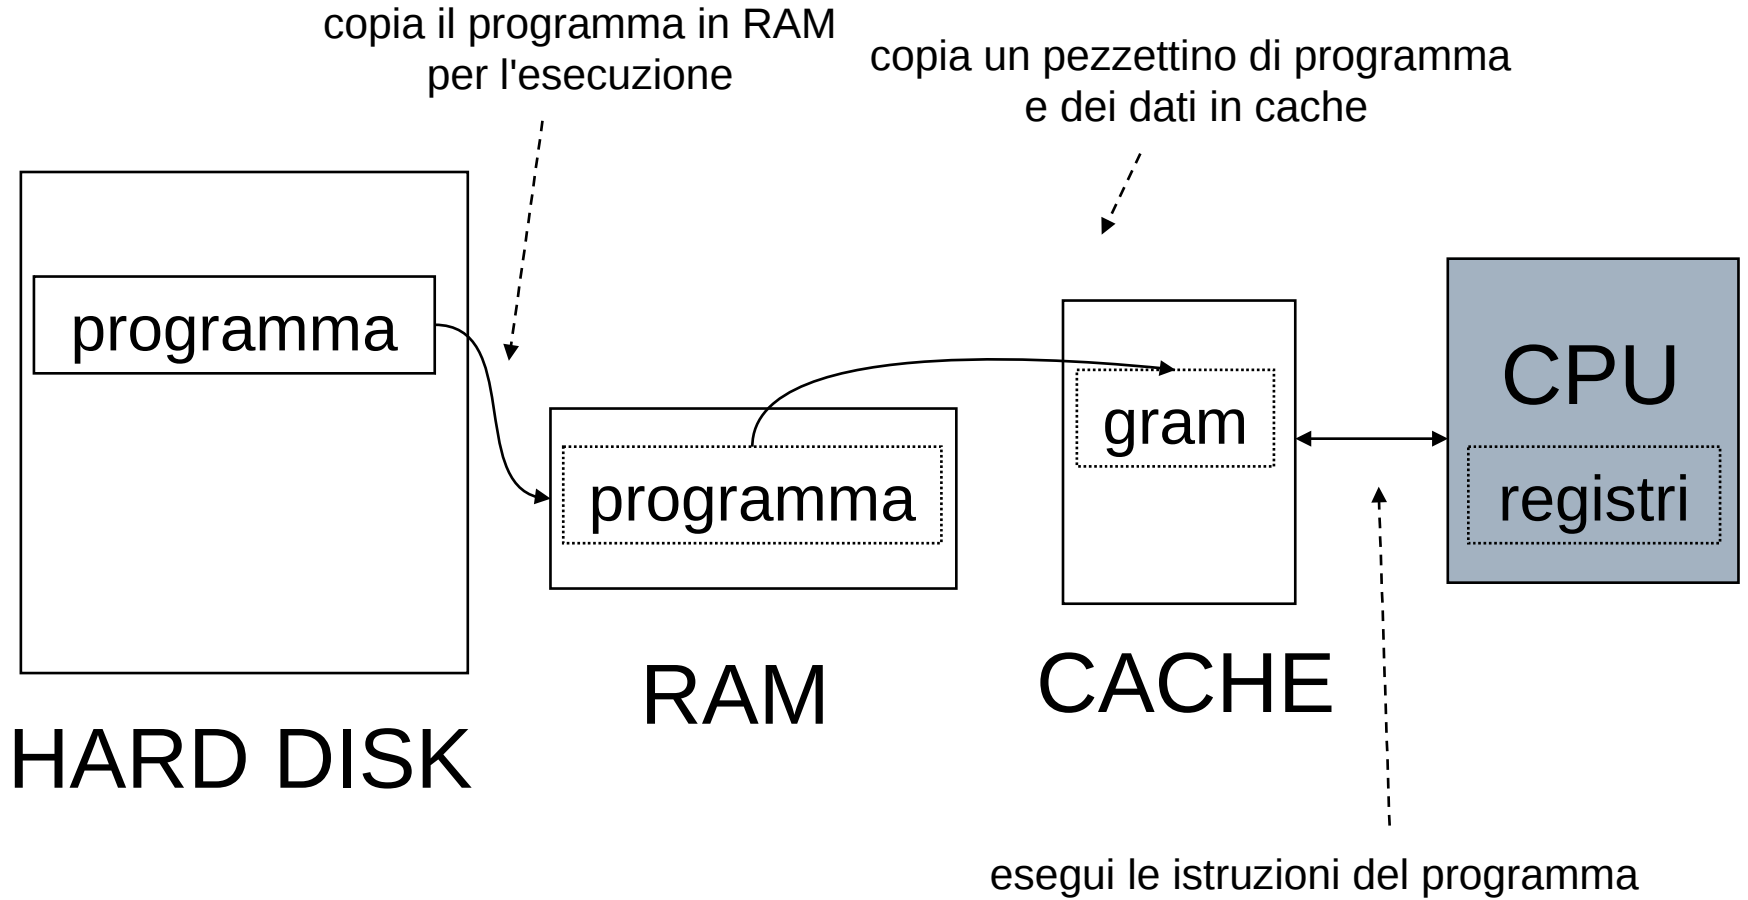 copia il programma in RAM
per l'esecuzione
copia un pezzettino di programma
e dei dati in cache
programma
HARD DISK
programma
RAM
gram
CACHE
CPU
registri
esegui le istruzioni del programma